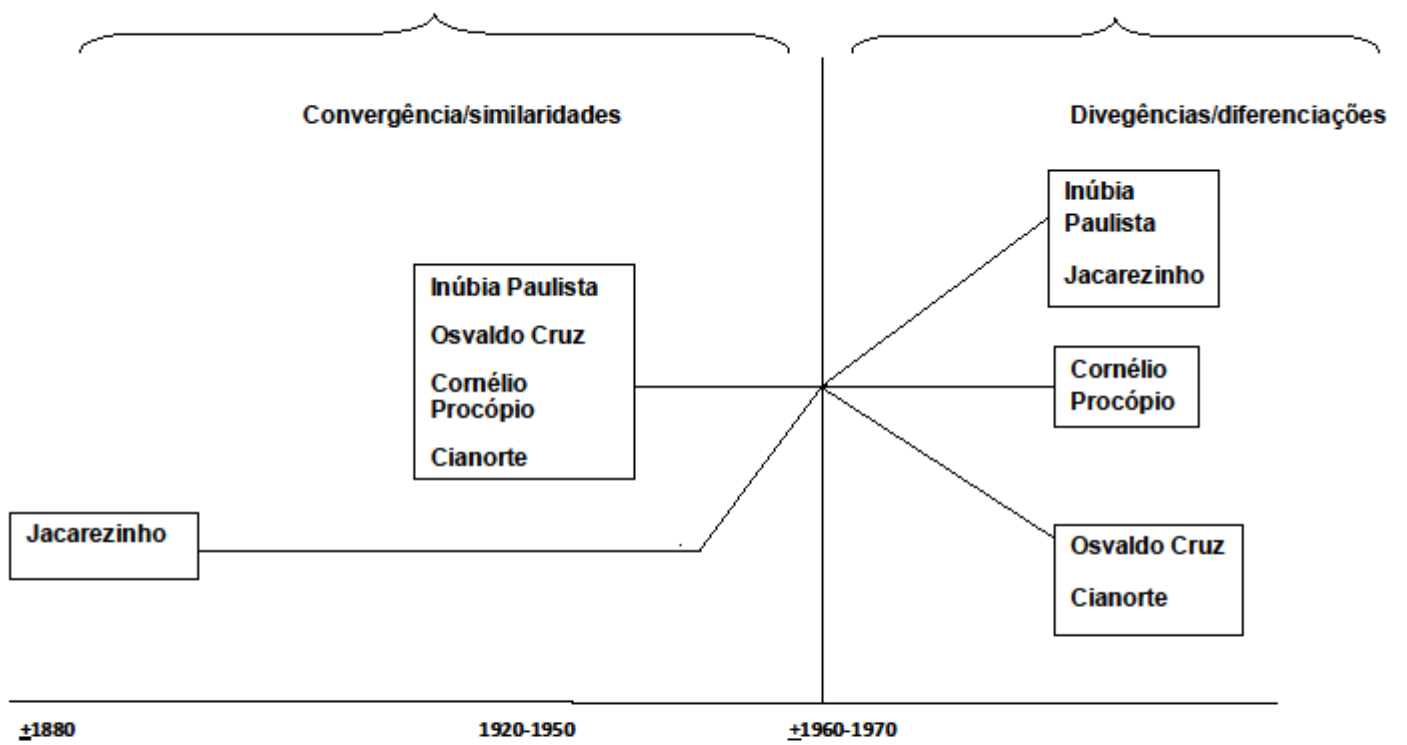 Convergência/similaridades
Divegências/diferenciações
Inúbia
Paulista
Jacarezinho
Inúbia Paulista
Osvaldo Cruz
Cornélio
Procópio
Cianorte
Cornélio
Procópio
Jacarezinho
Osvaldo Cruz
Cianorte
±1880
1920-1950
±1960-1970